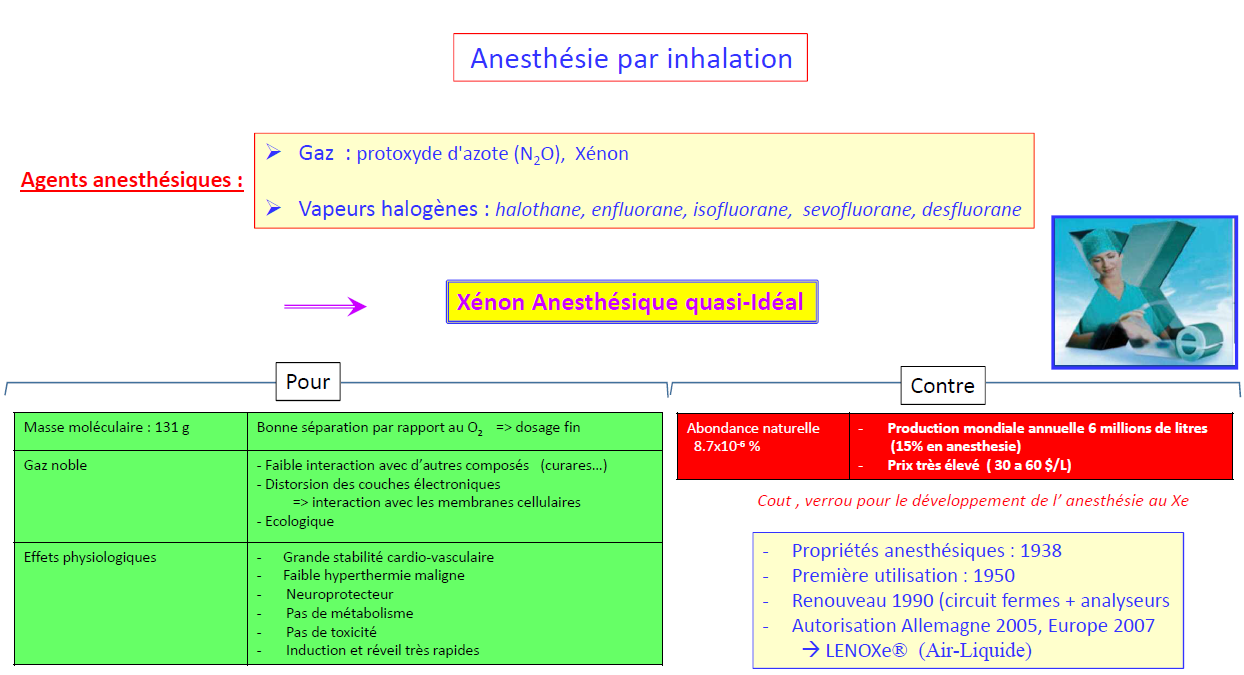 Anesthésie par inhalation
Agents anesthésiques :
➢ Gaz : protoxyde d'azote (N₂O), Xénon
➢ Vapeurs halogènes : halothane, enfluorane, isofluorane, sevofluorane, desfluorane
Xénon Anesthésique quasi-Idéal
Pour
Masse moléculaire : 131 g
Bonne séparation par rapport au O₂ => dosage fin
Gaz noble
- Faible interaction avec d’autres composés (curares…)
- Distorsion des couches électroniques
=> interaction avec les membranes cellulaires
- Ecologique
Effets physiologiques
- Grande stabilité cardio-vasculaire
- Faible hyperthermie maligne
- Neuroprotecteur
- Pas de métabolisme
- Pas de toxicité
- Induction et réveil très rapides
Contre
Abondance naturelle
8.7x10⁻⁶ %
- Production mondiale annuelle 6 millions de litres
(15% en anesthesie)
- Prix très élevé ( 30 a 60 $/L)
Cout , verrou pour le développement de l’ anesthésie au Xe
- Propriétés anesthésiques : 1938
- Première utilisation : 1950
- Renouveau 1990 (circuit fermes + analyseurs
- Autorisation Allemagne 2005, Europe 2007
→ LENOXe® (Air-Liquide)